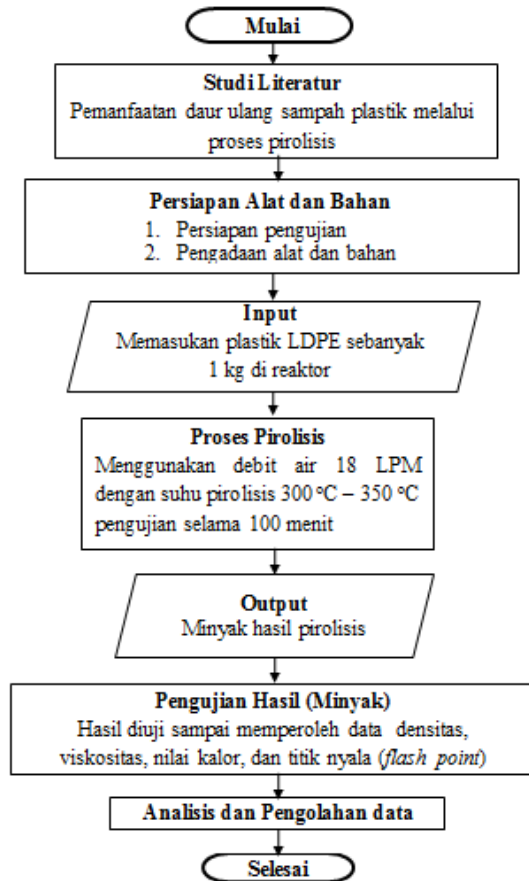 Mulai
Studi Literatur
Pemanfaatan daur ulang sampah plastik melalui
proses pirolisis
Persiapan Alat dan Bahan
1. Persiapan pengujian
2. Pengadaan alat dan bahan
Input
Memasukan plastik LDPE sebanyak
1 kg di reaktor
Proses Pirolisis
Menggunakan debit air 18 LPM
dengan suhu pirolisis 300 °C – 350 °C
pengujian selama 100 menit
Output
Minyak hasil pirolisis
Pengujian Hasil (Minyak)
Hasil diuji sampai memperoleh data densitas,
viskositas, nilai kalor, dan titik nyala (flash point)
Analisis dan Pengolahan data
Selesai